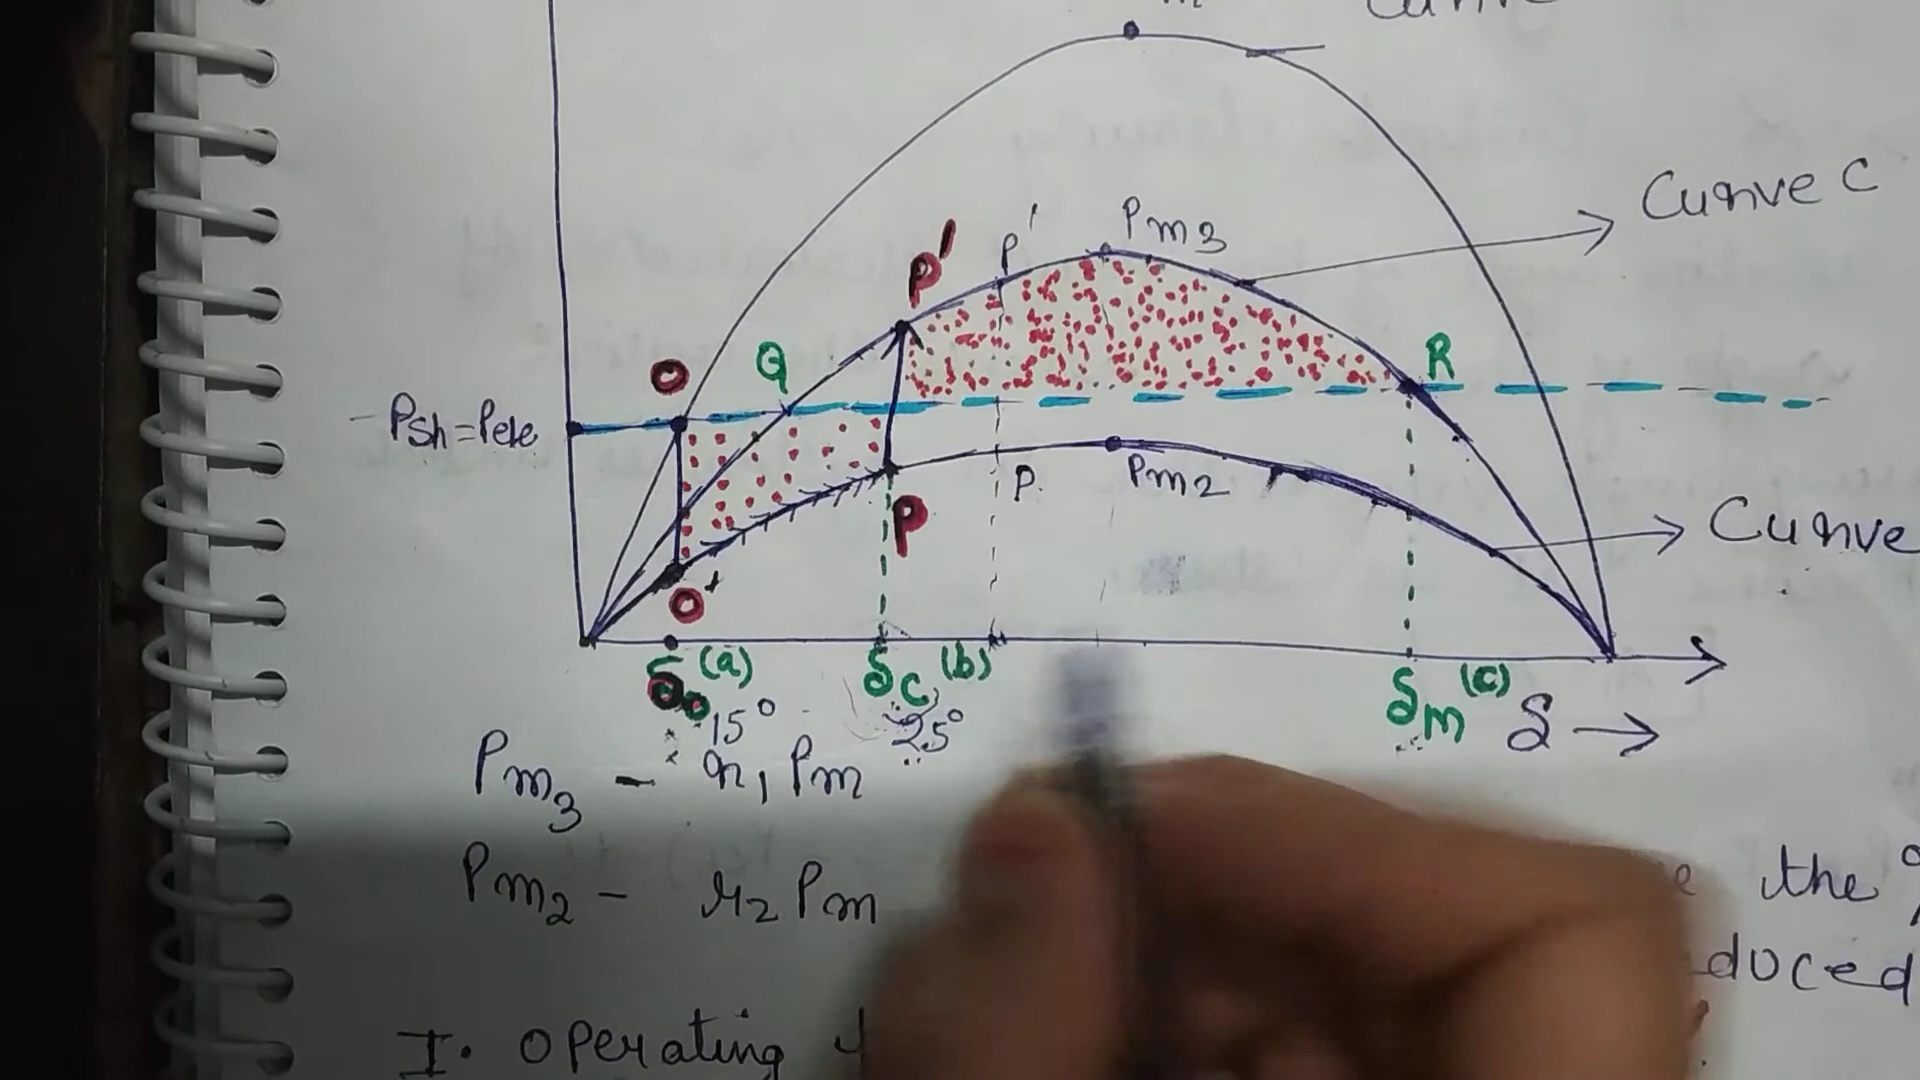 Pm3
Curve C
P'
P'
Q
O
R
Psh=Pele
P
Pm2
P
Curve
O'
δo (a)
δc (b)
δm (c)
δ →
15°
25°
Pm3 - r1 Pm
Pm2 - r2 Pm
the
duced
I. Operating